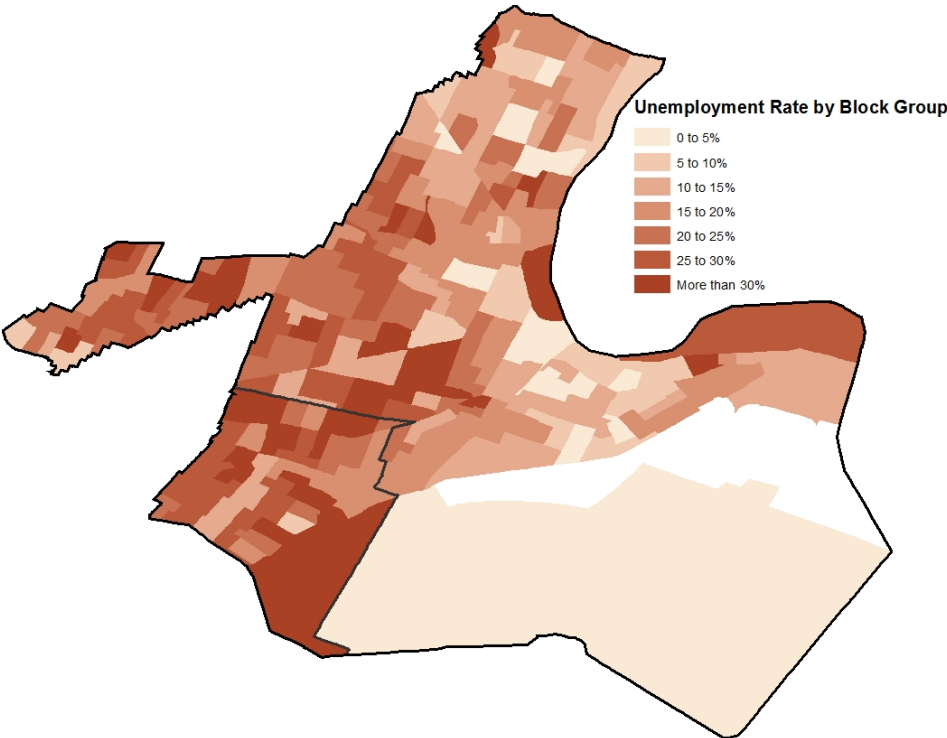 Unemployment Rate by Block Group
0 to 5%
5 to 10%
10 to 15%
15 to 20%
20 to 25%
25 to 30%
More than 30%